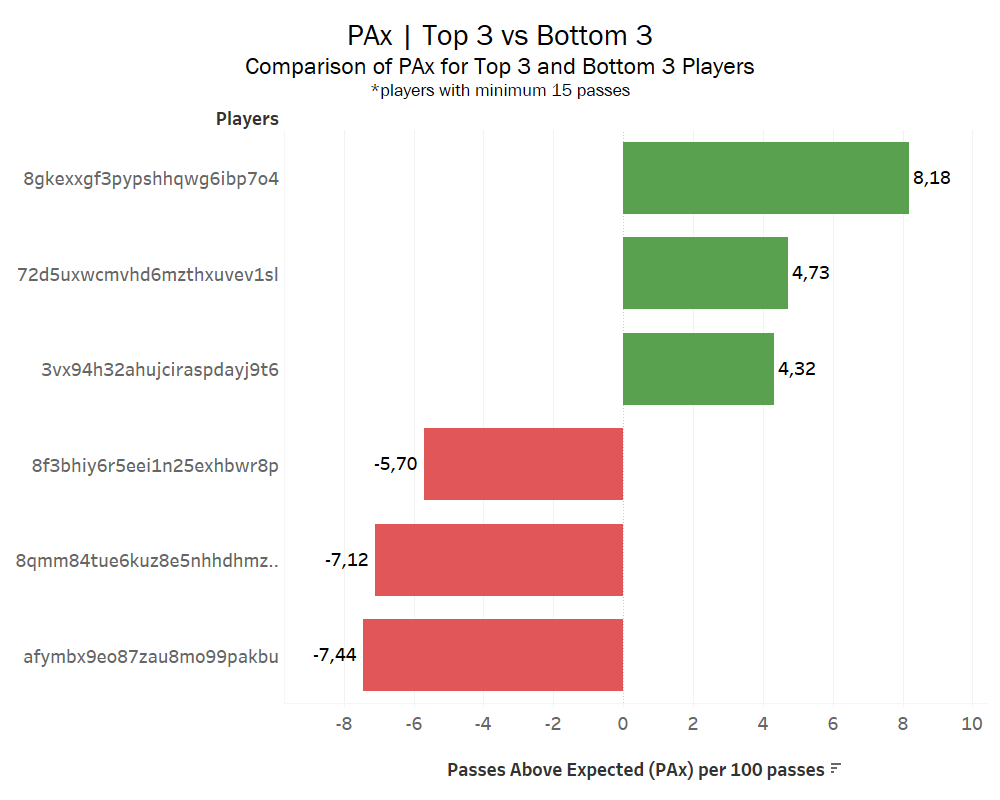 PAx | Top 3 vs Bottom 3
Comparison of PAx for Top 3 and Bottom 3 Players
*players with minimum 15 passes
Players
8gkexxgf3pypshhqwg6ibp7o4
8,18
72d5uxwcmvhd6mzthxuvev1sl
4,73
3vx94h32ahujciraspdayj9t6
4,32
8f3bhiy6r5eei1n25exhbwr8p
-5,70
8qmm84tue6kuz8e5nhhdhmz..
-7,12
afymbx9eo87zau8mo99pakbu
-7,44
-8 -6 -4 -2 0 2 4 6 8 10
Passes Above Expected (PAx) per 100 passes